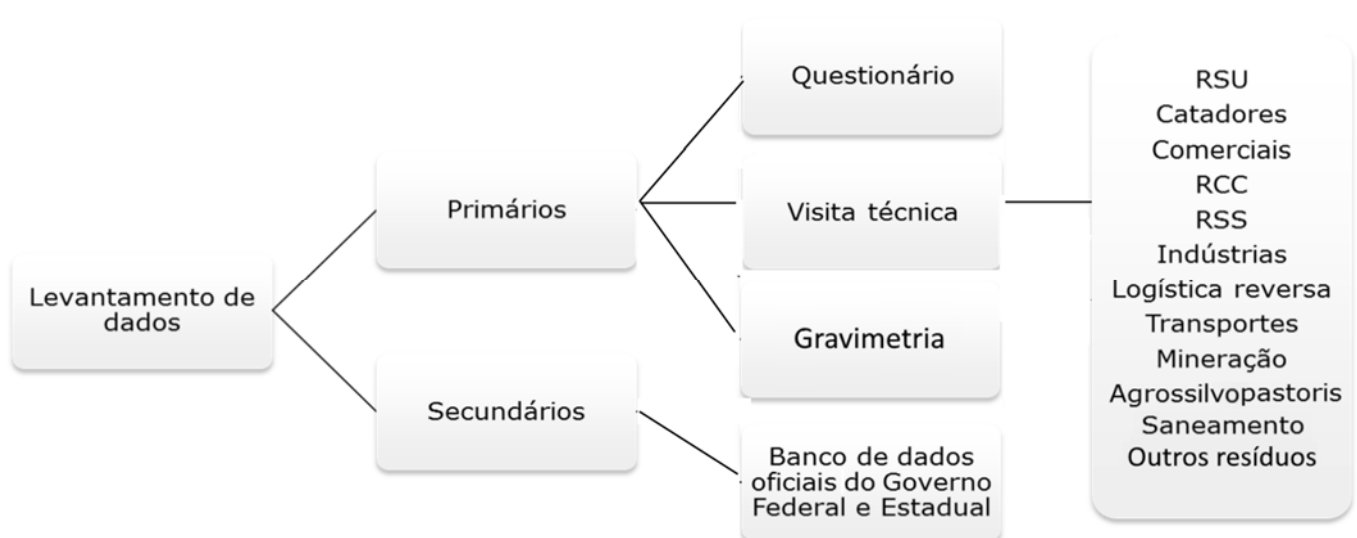 Levantamento de
dados
Primários
Secundários
Questionário
Visita técnica
Gravimetria
Banco de dados
oficiais do Governo
Federal e Estadual
RSU
Catadores
Comerciais
RCC
RSS
Indústrias
Logística reversa
Transportes
Mineração
Agrossilvopastoris
Saneamento
Outros resíduos